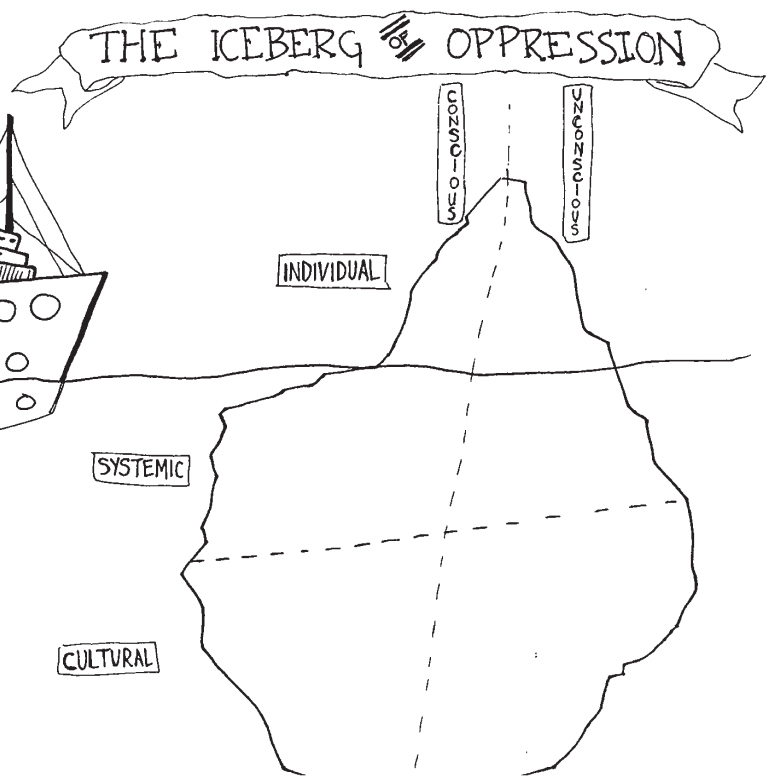 THE ICEBERG OF OPPRESSION
CONSCIOUS
UNCONSCIOUS
INDIVIDUAL
SYSTEMIC
CULTURAL